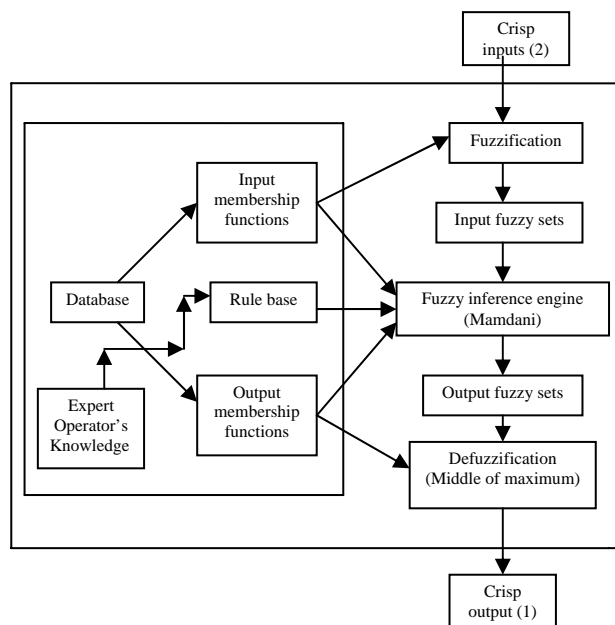 Crisp
inputs (2)
Fuzzification
Input
membership
functions
Input fuzzy sets
Database
Rule base
Fuzzy inference engine
(Mamdani)
Expert
Operator's
Knowledge
Output
membership
functions
Output fuzzy sets
Defuzzification
(Middle of maximum)
Crisp
output (1)